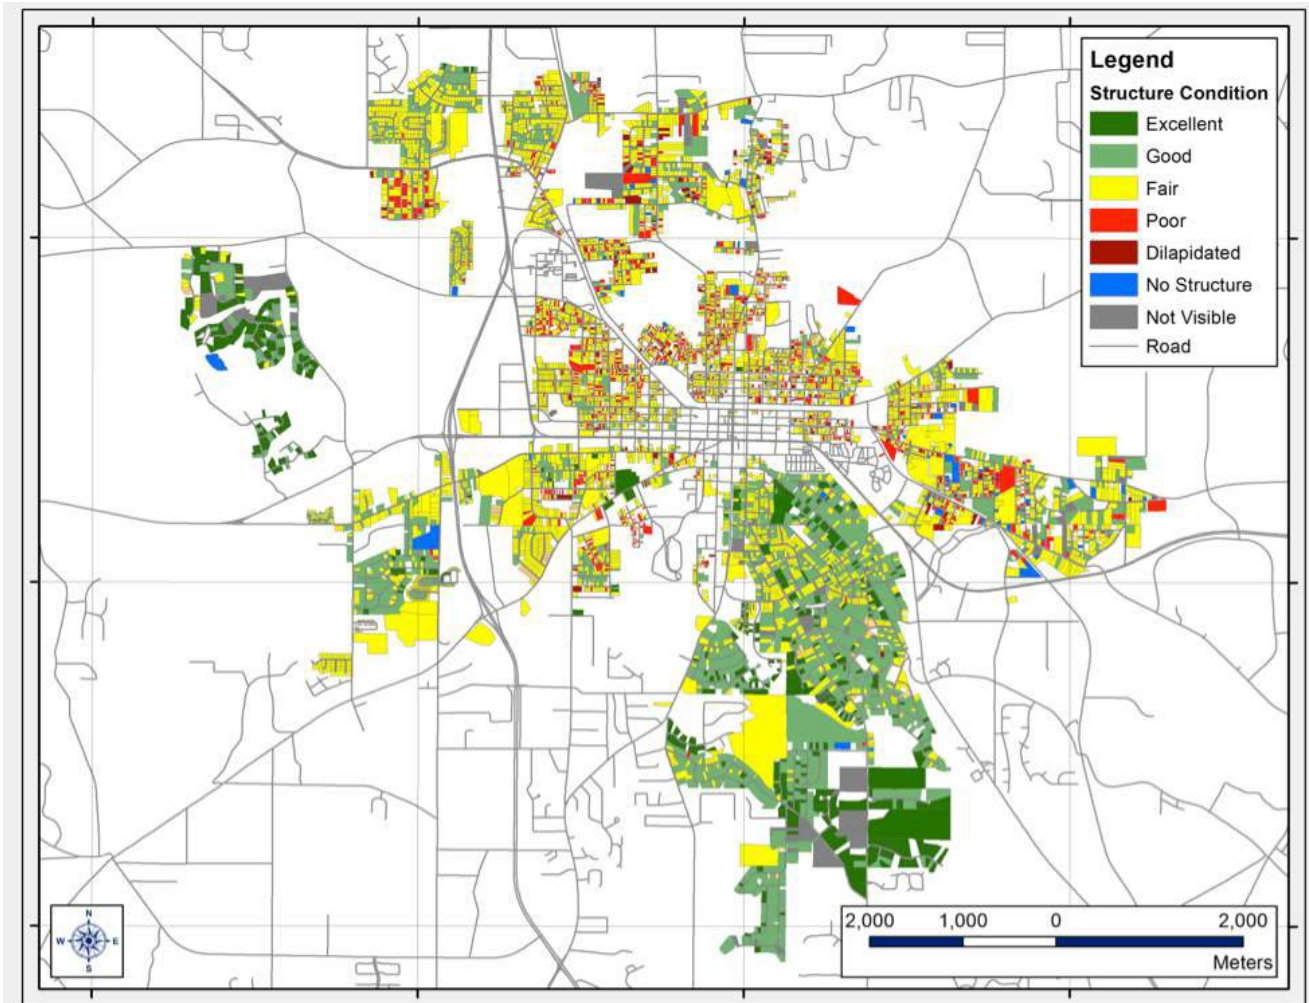 Legend
Structure Condition
Excellent
Good
Fair
Poor
Dilapidated
No Structure
Not Visible
Road
N
W E
S
2,000 1,000 0 2,000
Meters